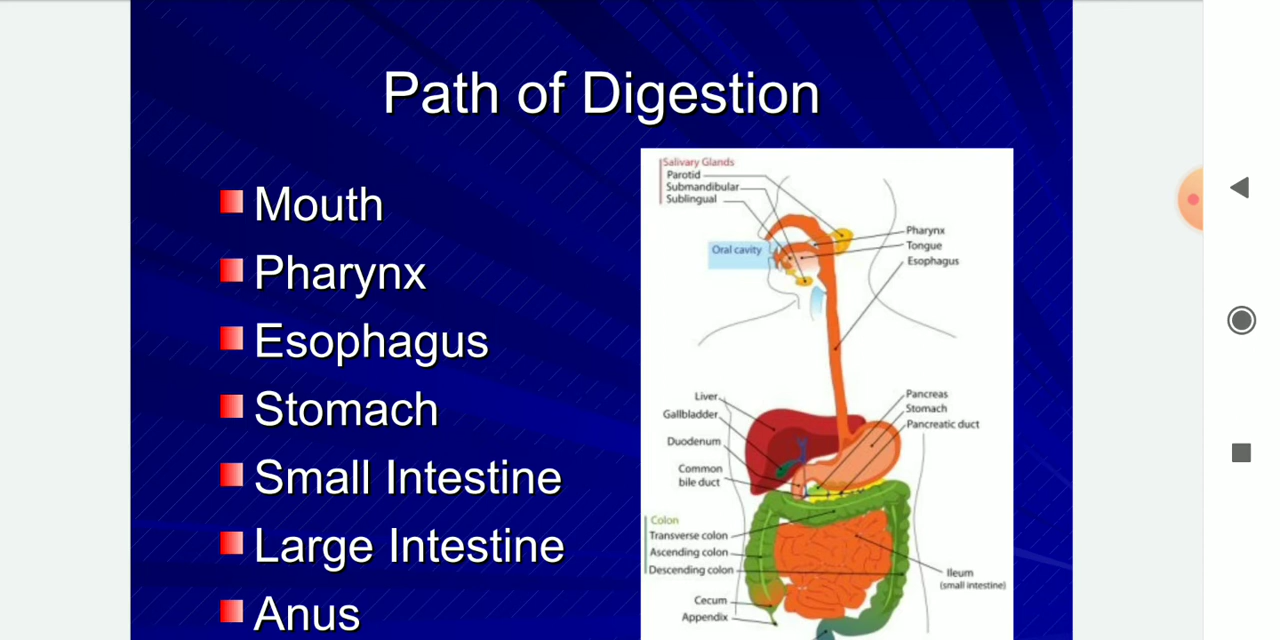 Path of Digestion
Mouth
Pharynx
Esophagus
Stomach
Small Intestine
Large Intestine
Anus
Salivary Glands
Parotid
Submandibular
Sublingual
Oral cavity
Pharynx
Tongue
Esophagus
Liver
Gallbladder
Duodenum
Common
bile duct
Pancreas
Stomach
Pancreatic duct
Colon
Transverse colon
Ascending colon
Descending colon
Cecum
Appendix
Ileum
(small intestine)